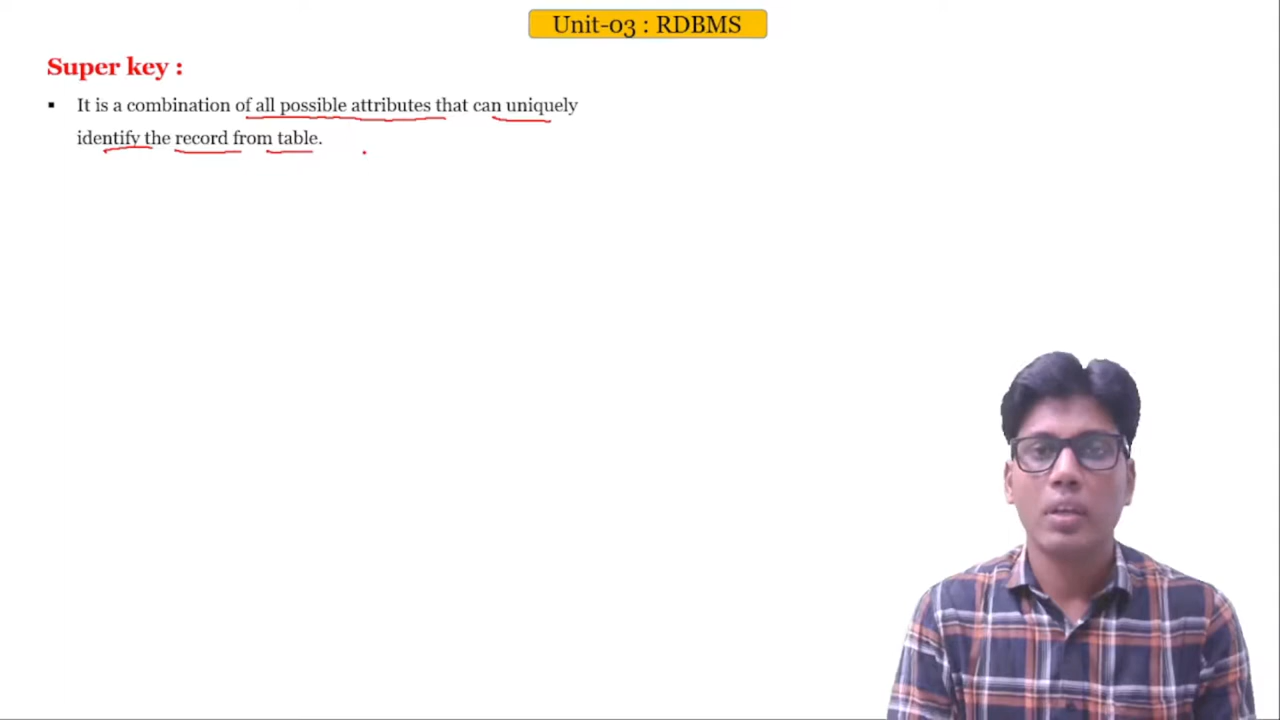 Unit-03 : RDBMS
Super key :
▪ It is a combination of all possible attributes that can uniquely
identify the record from table.